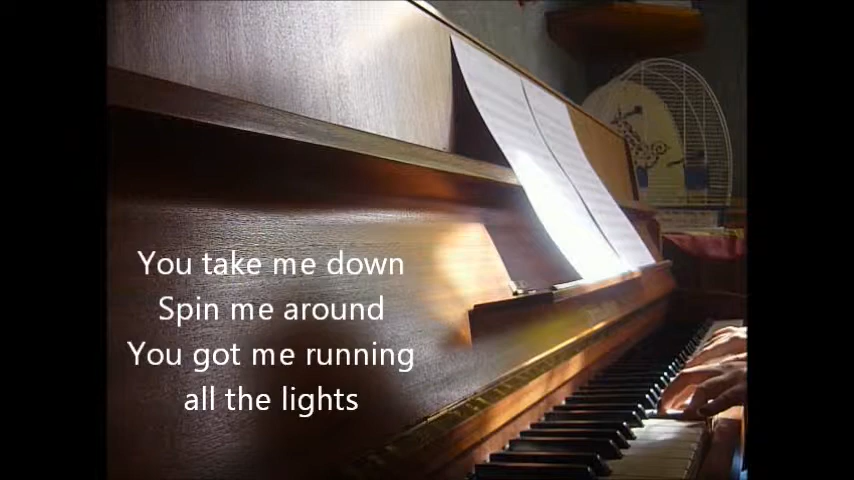 You take me down
Spin me around
You got me running
all the lights